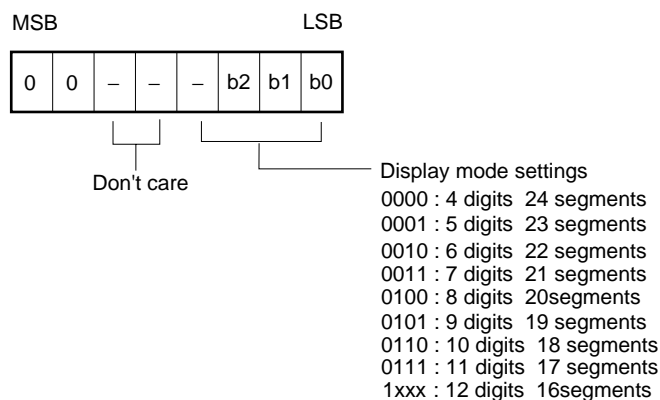 MSB LSB
0 0 – – – b2 b1 b0
Don't care
Display mode settings
0000 : 4 digits 24 segments
0001 : 5 digits 23 segments
0010 : 6 digits 22 segments
0011 : 7 digits 21 segments
0100 : 8 digits 20segments
0101 : 9 digits 19 segments
0110 : 10 digits 18 segments
0111 : 11 digits 17 segments
1xxx : 12 digits 16segments